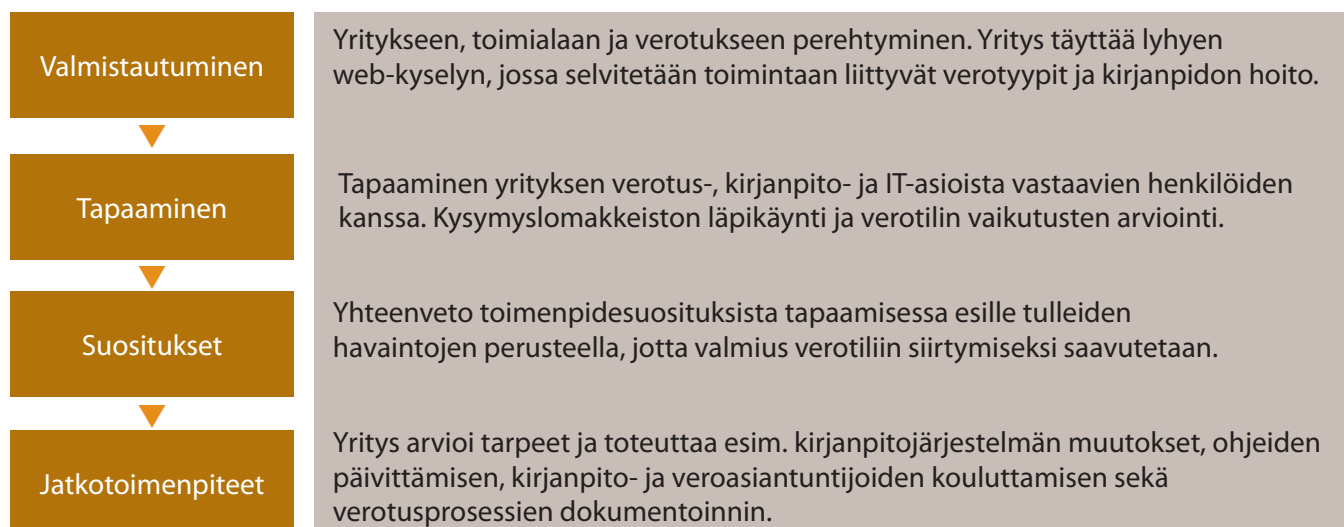 Valmistautuminen
Yritykseen, toimialaan ja verotukseen perehtyminen. Yritys täyttää lyhyen
web-kyselyn, jossa selvitetään toimintaan liittyvät verotyypit ja kirjanpidon hoito.
Tapaaminen
Tapaaminen yrityksen verotus-, kirjanpito- ja IT-asioista vastaavien henkilöiden
kanssa. Kysymyslomakkeiston läpikäynti ja verotilin vaikutusten arviointi.
Suositukset
Yhteenveto toimenpidesuosituksista tapaamisessa esille tulleiden
havaintojen perusteella, jotta valmius verotiliin siirtymiseksi saavutetaan.
Jatkotoimenpiteet
Yritys arvioi tarpeet ja toteuttaa esim. kirjanpitojärjestelmän muutokset, ohjeiden
päivittämisen, kirjanpito- ja veroasiantuntijoiden kouluttamisen sekä
verotusprosessien dokumentoinnin.